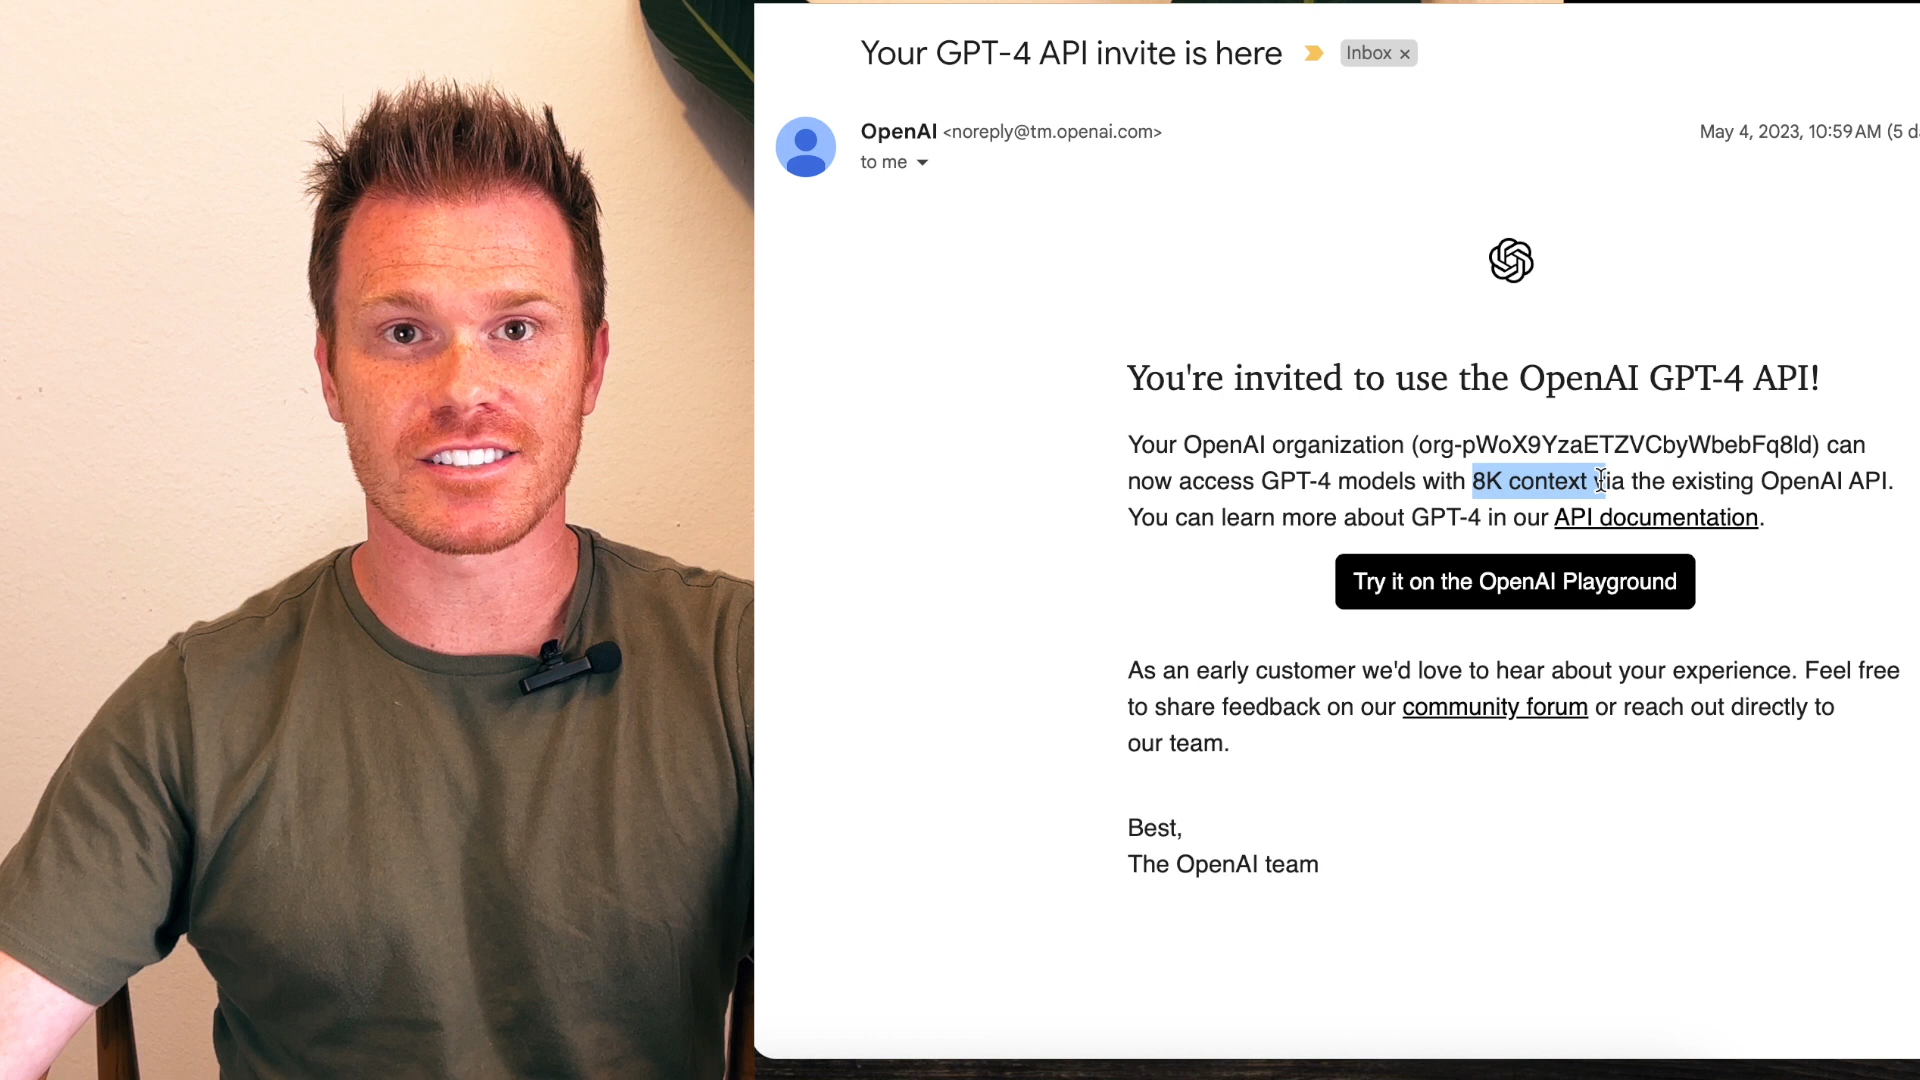 Your GPT-4 API invite is here
Inbox x
OpenAI <noreply@tm.openai.com>
May 4, 2023, 10:59 AM (5
to me
You're invited to use the OpenAI GPT-4 API!
Your OpenAI organization (org-pWoX9YzaETZVCbyWbebFq8ld) can
now access GPT-4 models with 8K context via the existing OpenAI API.
You can learn more about GPT-4 in our API documentation.
Try it on the OpenAI Playground
As an early customer we'd love to hear about your experience. Feel free
to share feedback on our community forum or reach out directly to
our team.
Best,
The OpenAI team